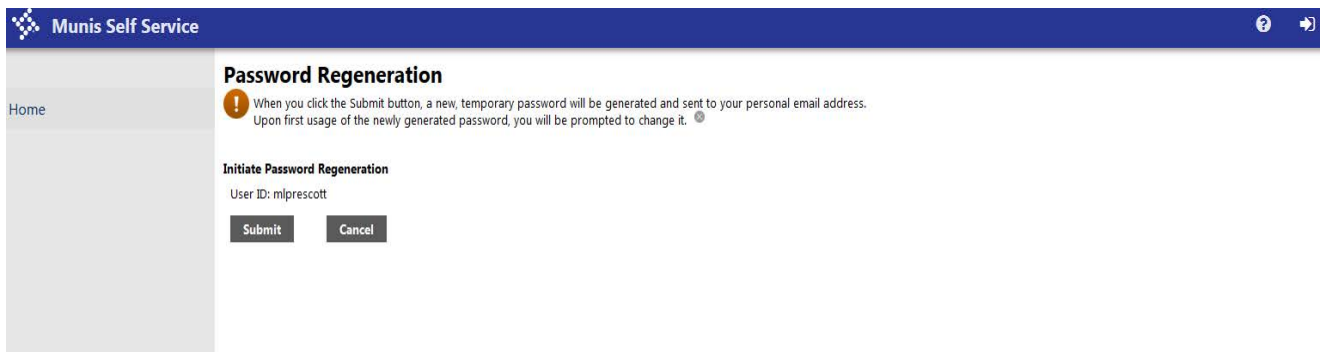 Munis Self Service
Home
Password Regeneration
When you click the Submit button, a new, temporary password will be generated and sent to your personal email address.
Upon first usage of the newly generated password, you will be prompted to change it.
Initiate Password Regeneration
User ID: mlprescott
Submit Cancel